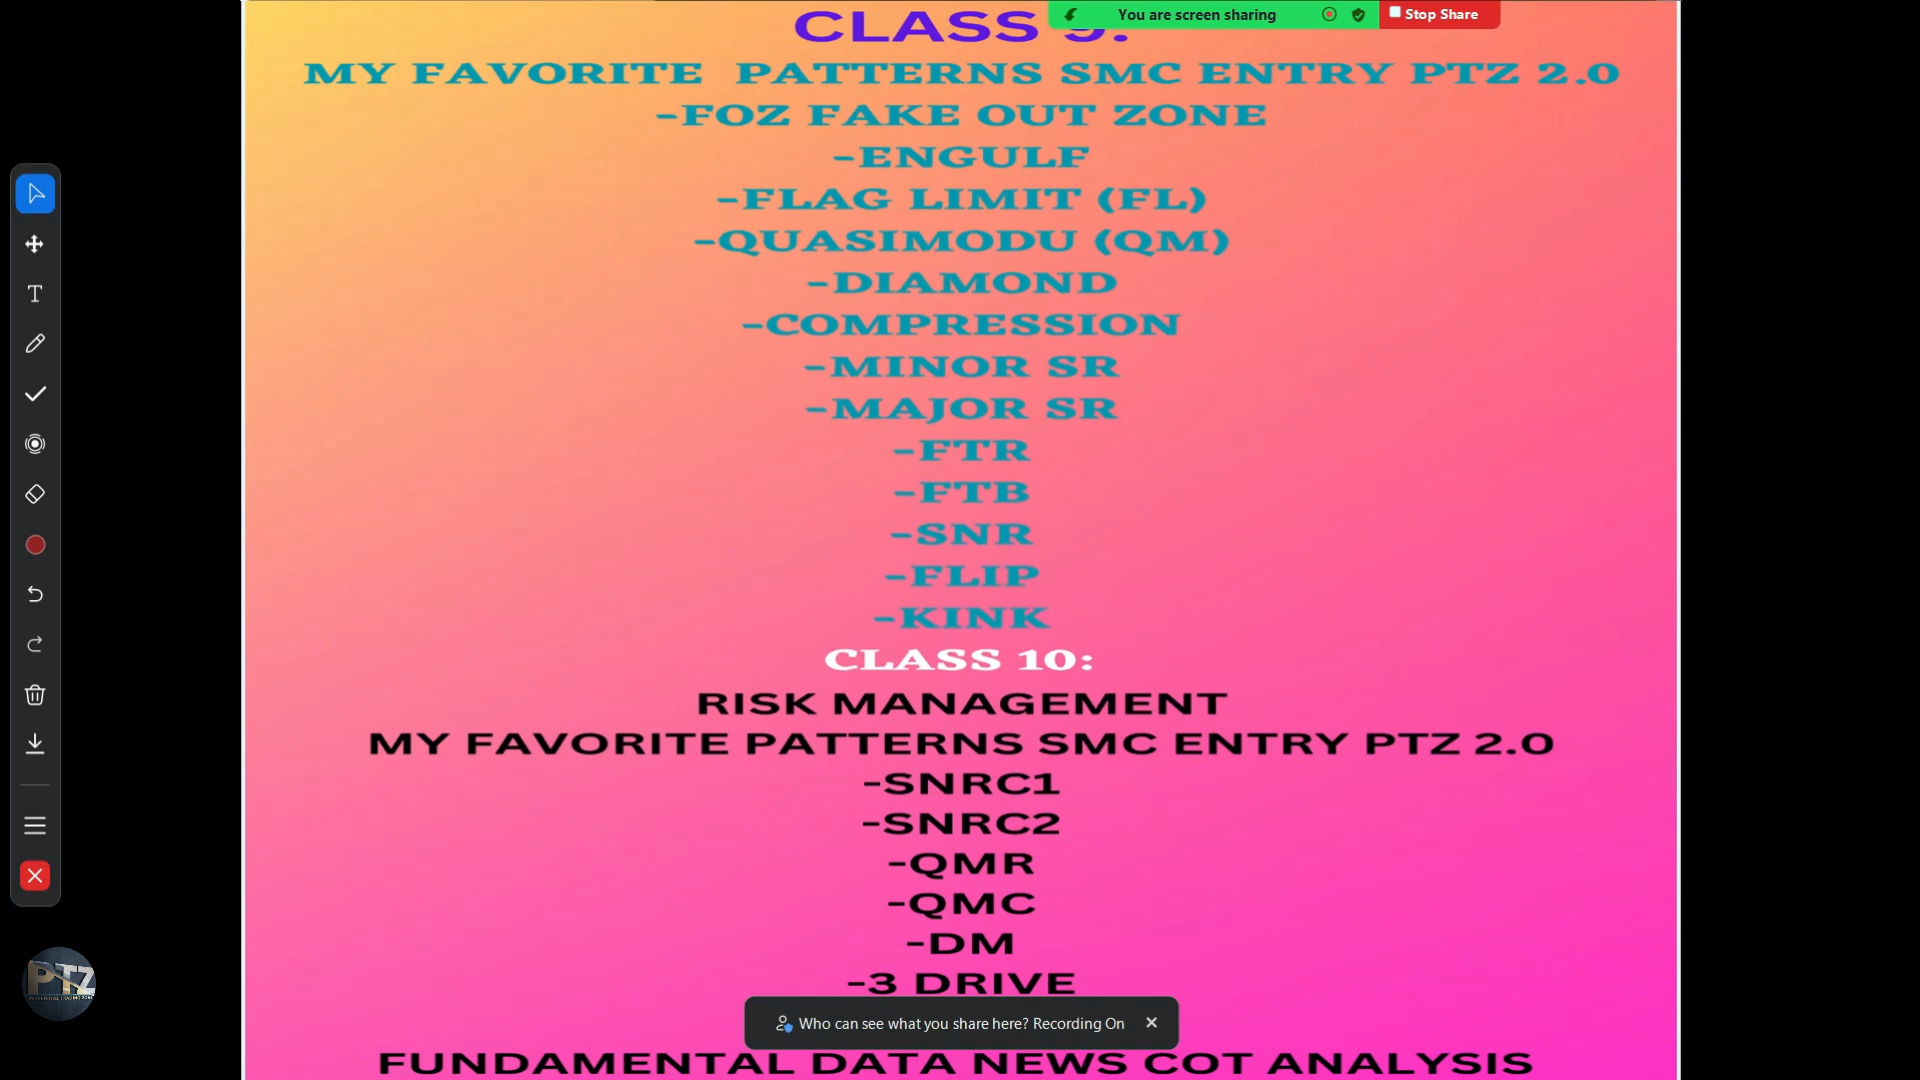 CLASS 9:
You are screen sharing
Stop Share
MY FAVORITE PATTERNS SMC ENTRY PTZ 2.0
-FOZ FAKE OUT ZONE
-ENGULF
-FLAG LIMIT (FL)
-QUASIMODU (QM)
-DIAMOND
-COMPRESSION
-MINOR SR
-MAJOR SR
-FTR
-FTB
-SNR
-FLIP
-KINK
CLASS 10:
RISK MANAGEMENT
MY FAVORITE PATTERNS SMC ENTRY PTZ 2.0
-SNRC1
-SNRC2
-QMR
-QMC
-DM
-3 DRIVE
PTZ
Who can see what you share here? Recording On
FUNDAMENTAL DATA NEWS COT ANALYSIS